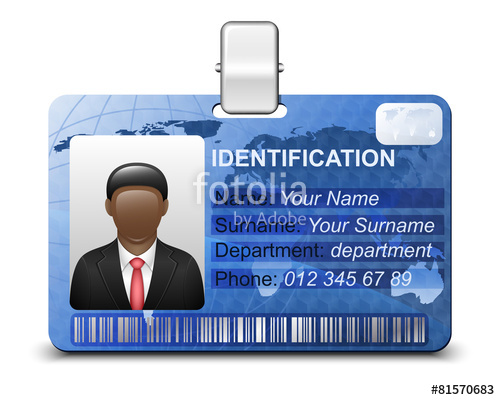 IDENTIFICATION
Name: Your Name
fotolia
by Adobe
Surname: Your Surname
Department: department
Phone: 012 345 67 89
#81570683